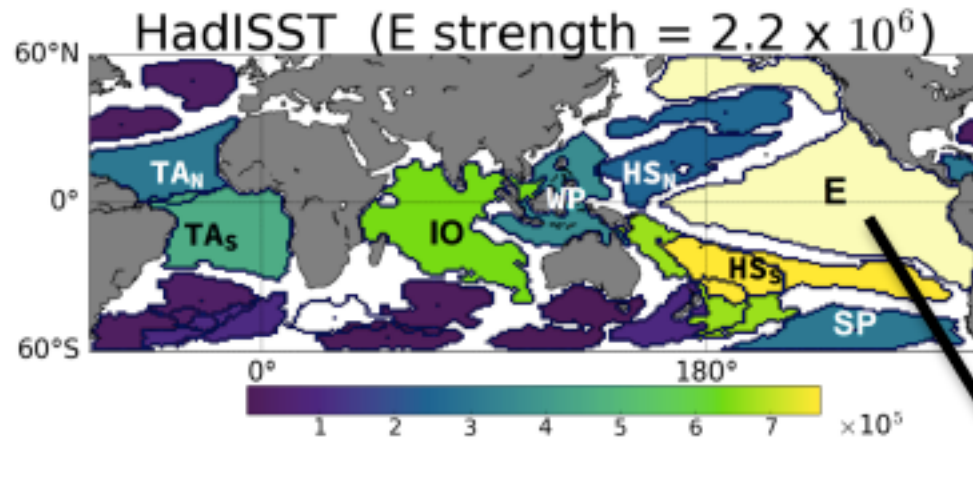 HadISST (E strength = 2.2 x 10⁶)
60°N
0°
60°S
TA_N
TA_S
IO
WP
HS_N
E
HS_S
SP
0° 180°
1 2 3 4 5 6 7 ×10⁵